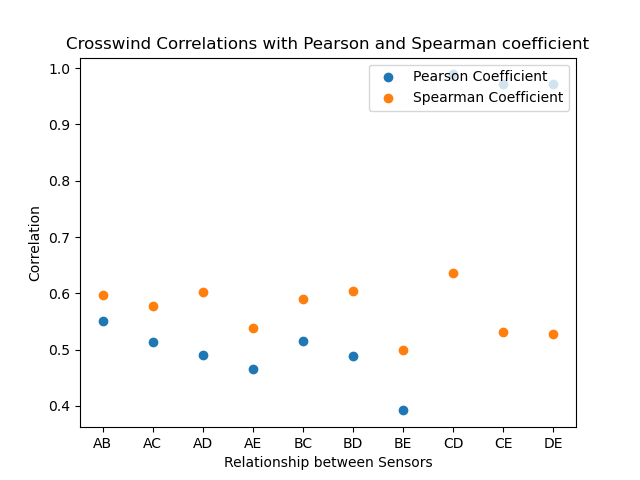 Crosswind Correlations with Pearson and Spearman coefficient
Pearson Coefficient
Spearman Coefficient
1.0
0.9
0.8
0.7
0.6
0.5
0.4
Correlation
AB AC AD AE BC BD BE CD CE DE
Relationship between Sensors